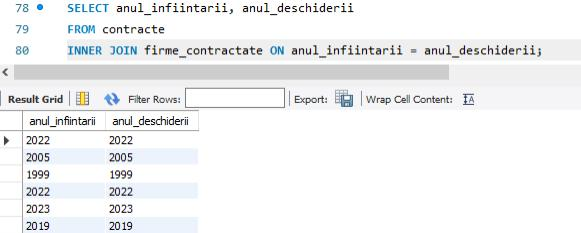 78 SELECT anul_infiintarii, anul_deschiderii
79 FROM contracte
80 INNER JOIN firme_contractate ON anul_infiintarii = anul_deschiderii;
Result Grid Filter Rows: Export: Wrap Cell Content:
anul_infiintarii anul_deschiderii
2022 2022
2005 2005
1999 1999
2022 2022
2023 2023
2019 2019